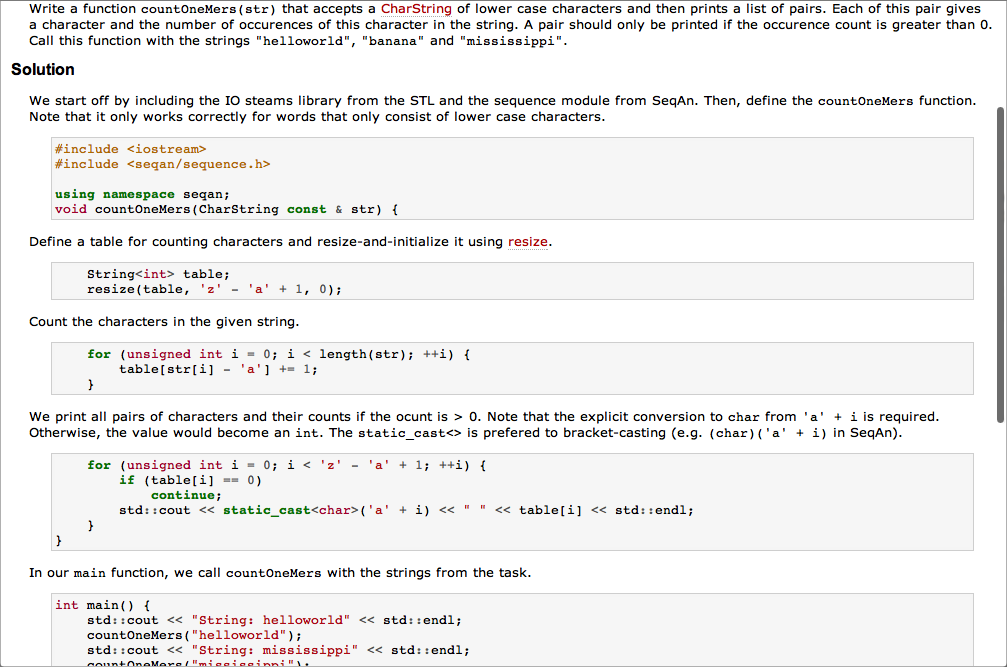 Write a function countOneMers(str) that accepts a CharString of lower case characters and then prints a list of pairs. Each of this pair gives
a character and the number of occurences of this character in the string. A pair should only be printed if the occurence count is greater than 0.
Call this function with the strings "helloworld", "banana" and "mississippi".
Solution
We start off by including the IO steams library from the STL and the sequence module from SeqAn. Then, define the countOneMers function.
Note that it only works correctly for words that only consist of lower case characters.
#include <iostream>
#include <seqan/sequence.h>
using namespace seqan;
void countOneMers(CharString const & str) {
Define a table for counting characters and resize-and-initialize it using resize.
String<int> table;
resize(table, 'z' - 'a' + 1, 0);
Count the characters in the given string.
for (unsigned int i = 0; i < length(str); ++i) {
table[str[i] - 'a'] += 1;
}
We print all pairs of characters and their counts if the ocunt is > 0. Note that the explicit conversion to char from 'a' + i is required.
Otherwise, the value would become an int. The static_cast<> is prefered to bracket-casting (e.g. (char)('a' + i) in SeqAn).
for (unsigned int i = 0; i < 'z' - 'a' + 1; ++i) {
if (table[i] == 0)
continue;
std::cout << static_cast<char>('a' + i) << " " << table[i] << std::endl;
}
}
In our main function, we call countOneMers with the strings from the task.
int main() {
std::cout << "String: helloworld" << std::endl;
countOneMers("helloworld");
std::cout << "String: mississippi" << std::endl;
countOneMers("mississippi");